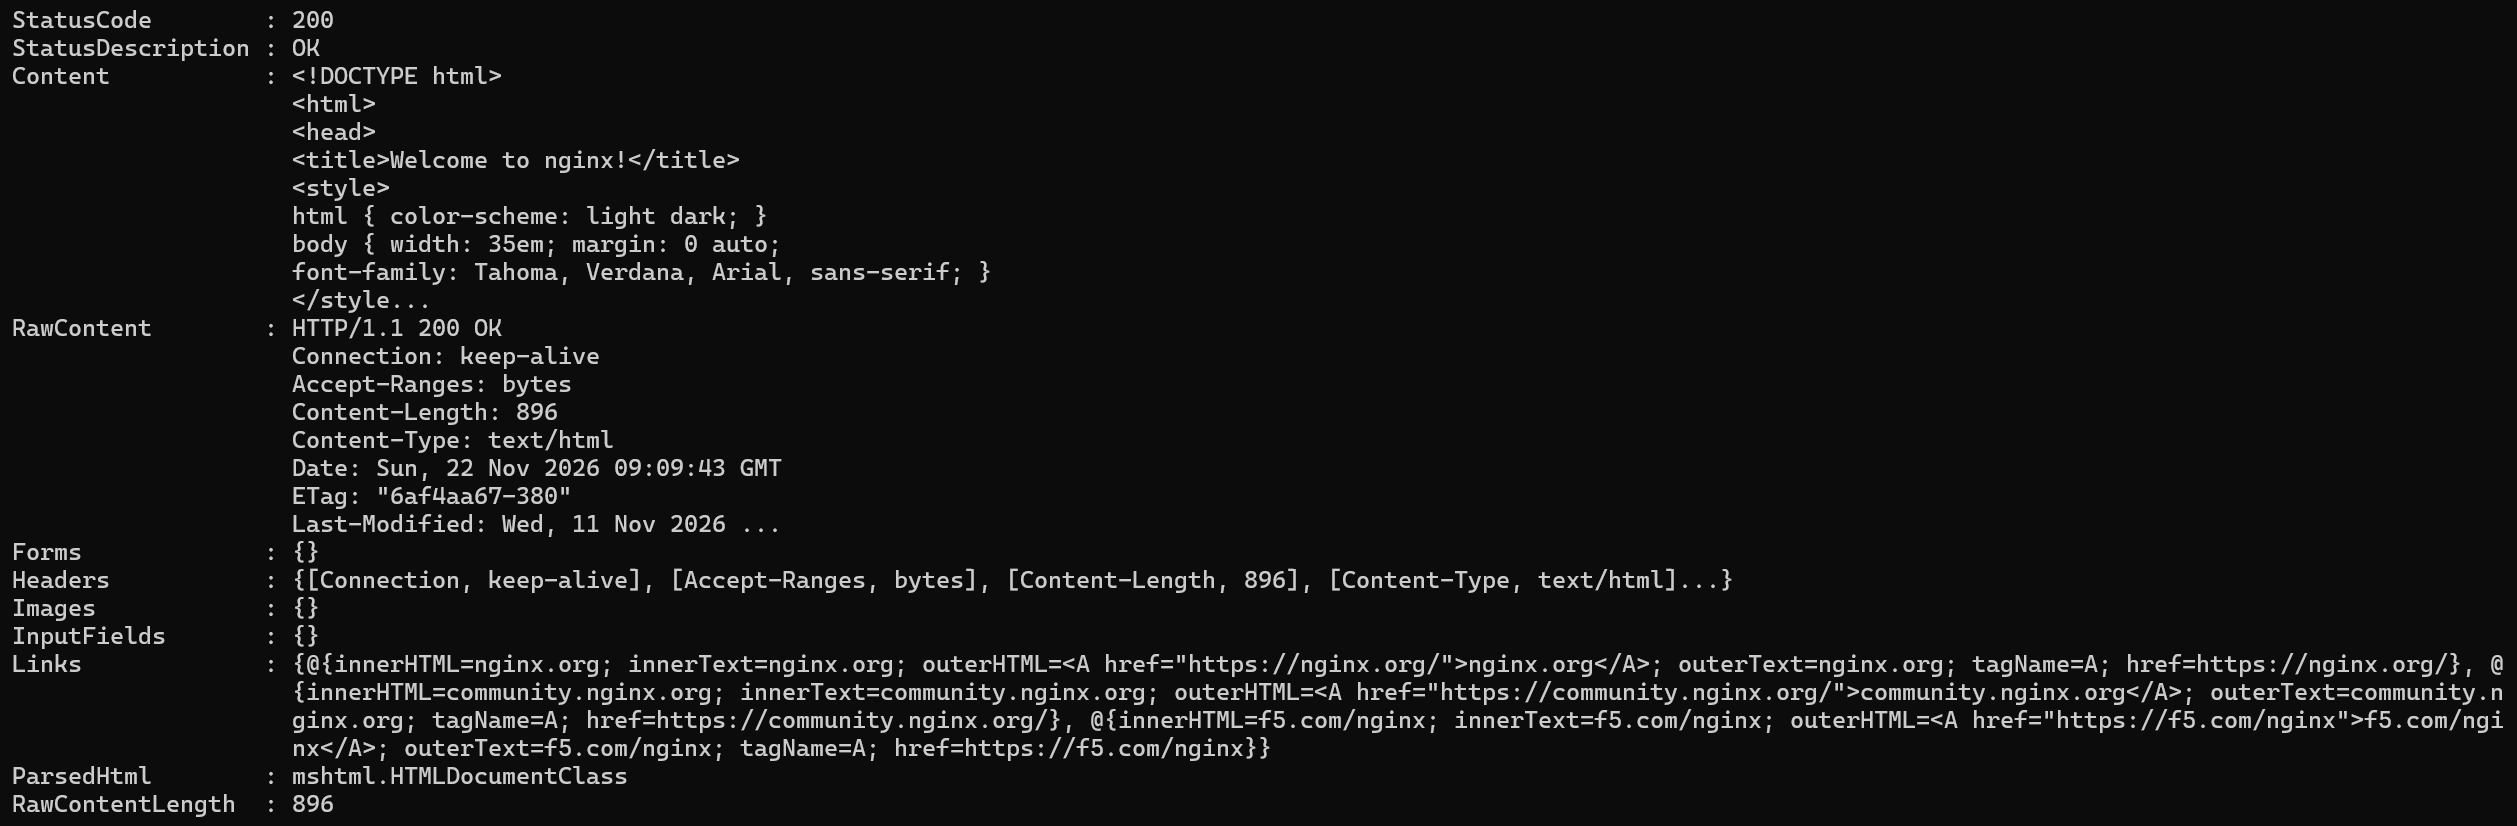 StatusCode        : 200
StatusDescription : OK
Content           : <!DOCTYPE html>
                    <html>
                    <head>
                    <title>Welcome to nginx!</title>
                    <style>
                    html { color-scheme: light dark; }
                    body { width: 35em; margin: 0 auto;
                    font-family: Tahoma, Verdana, Arial, sans-serif; }
                    </style...
RawContent        : HTTP/1.1 200 OK
                    Connection: keep-alive
                    Accept-Ranges: bytes
                    Content-Length: 896
                    Content-Type: text/html
                    Date: Sun, 22 Nov 2026 09:09:43 GMT
                    ETag: "6af4aa67-380"
                    Last-Modified: Wed, 11 Nov 2026 ...
Forms             : {}
Headers           : {[Connection, keep-alive], [Accept-Ranges, bytes], [Content-Length, 896], [Content-Type, text/html]...}
Images            : {}
InputFields       : {}
Links             : {@{innerHTML=nginx.org; innerText=nginx.org; outerHTML=<A href="https://nginx.org/">nginx.org</A>; outerText=nginx.org; tagName=A; href=https://nginx.org/}, @
                    {innerHTML=community.nginx.org; innerText=community.nginx.org; outerHTML=<A href="https://community.nginx.org/">community.nginx.org</A>; outerText=community.n
                    ginx.org; tagName=A; href=https://community.nginx.org/}, @{innerHTML=f5.com/nginx; innerText=f5.com/nginx; outerHTML=<A href="https://f5.com/nginx">f5.com/ngi
                    nx</A>; outerText=f5.com/nginx; tagName=A; href=https://f5.com/nginx}}
ParsedHtml        : mshtml.HTMLDocumentClass
RawContentLength  : 896